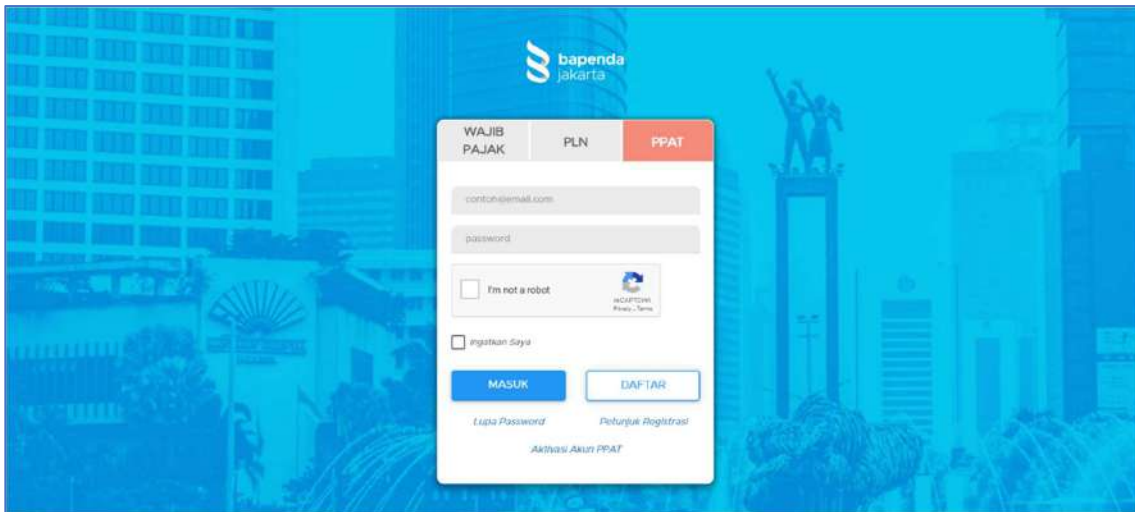 bapenda
jakarta
WAJIB
PAJAK
PLN
PPAT
contoh@email.com
password
I'm not a robot
reCAPTCHA
Privacy - Terms
Ingatkan Saya
MASUK
DAFTAR
Lupa Password
Petunjuk Registrasi
Aktivasi Akun PPAT